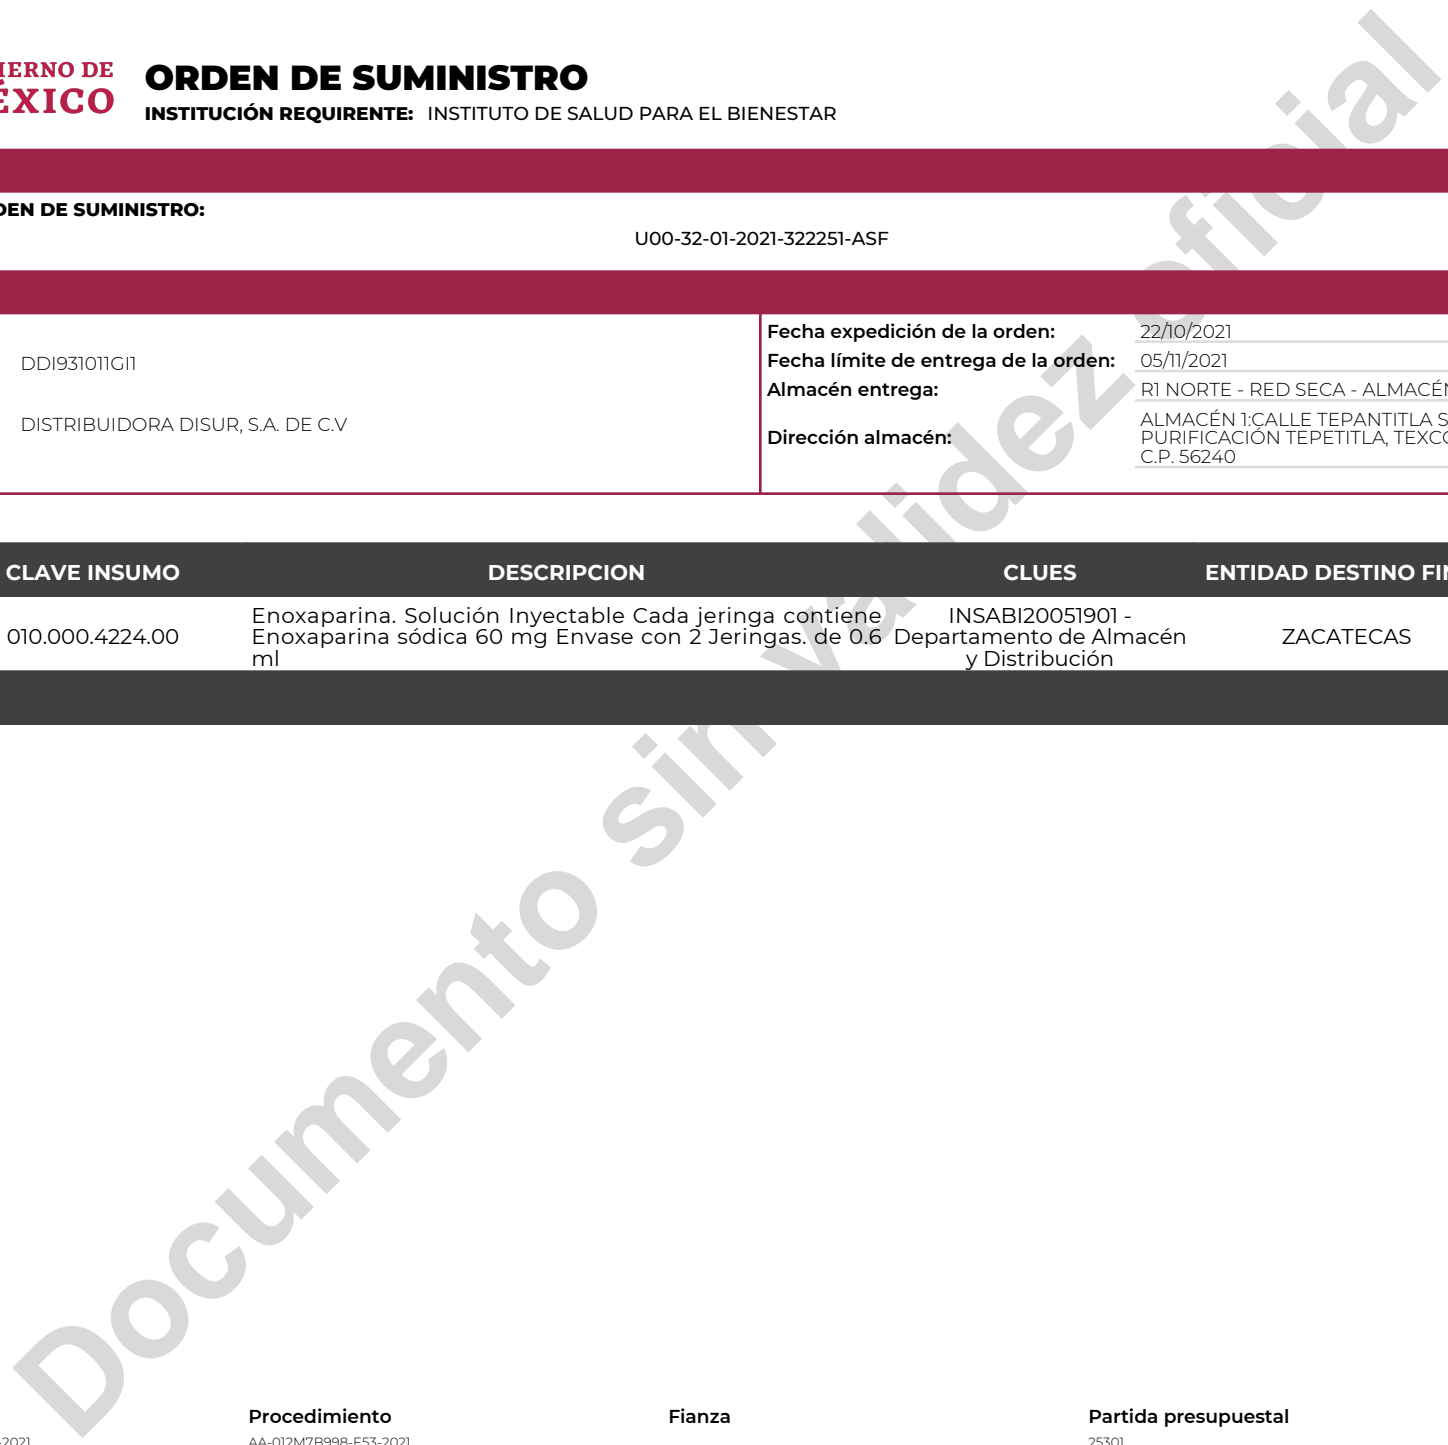 IERNO DE
ÉXICO
ORDEN DE SUMINISTRO
INSTITUCIÓN REQUIRENTE: INSTITUTO DE SALUD PARA EL BIENESTAR
DEN DE SUMINISTRO:
U00-32-01-2021-322251-ASF
DDI931011GI1
DISTRIBUIDORA DISUR, S.A. DE C.V
Fecha expedición de la orden: 22/10/2021
Fecha límite de entrega de la orden: 05/11/2021
Almacén entrega: R1 NORTE - RED SECA - ALMACÉN
Dirección almacén: ALMACÉN 1:CALLE TEPANTITLA S
PURIFICACIÓN TEPETITLA, TEXCO
C.P. 56240
CLAVE INSUMO DESCRIPCION CLUES ENTIDAD DESTINO FIN
010.000.4224.00
Enoxaparina. Solución Inyectable Cada jeringa contiene
Enoxaparina sódica 60 mg Envase con 2 Jeringas. de 0.6
ml
INSABI20051901 -
Departamento de Almacén
y Distribución
ZACATECAS
Documento sin validez oficial
Procedimiento Fianza Partida presupuestal
-2021 AA-012M7B998-E53-2021 25301